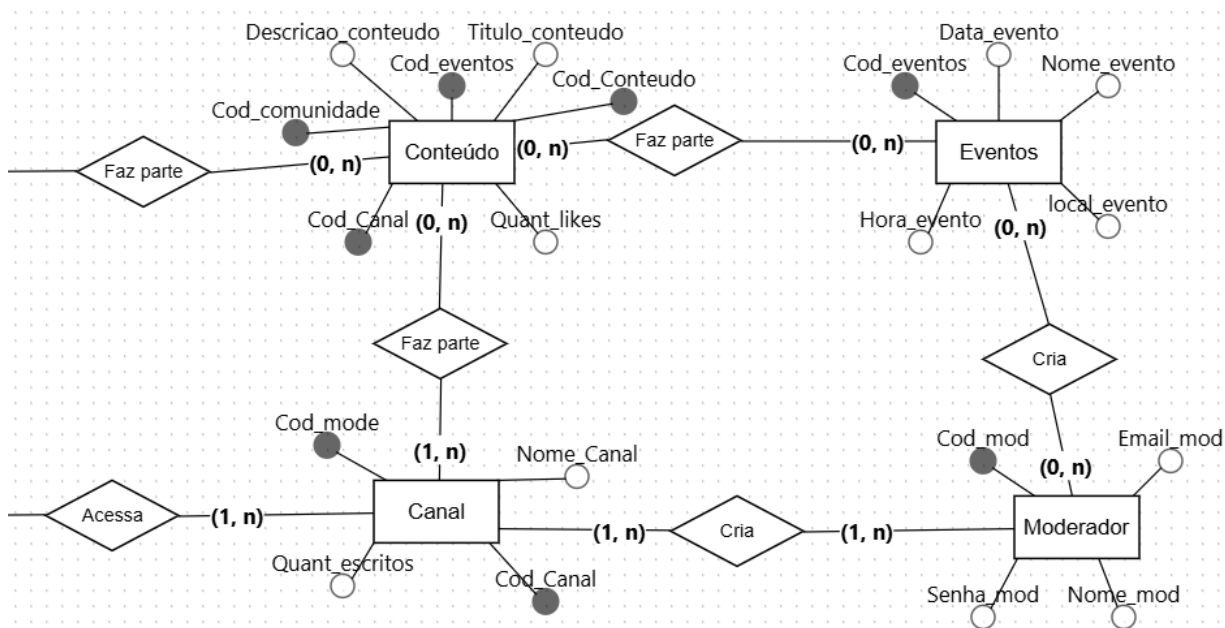 Descricao_conteudo
Titulo_conteudo
Cod_eventos
Cod_Conteudo
Cod_comunidade
Faz parte
(0, n)
Conteúdo
(0, n)
Faz parte
(0, n)
Data_evento
Cod_eventos
Nome_evento
Eventos
Hora_evento
local_evento
(0, n)
Cod_Canal
(0, n)
Quant_likes
Faz parte
Cria
Cod_mode
(1, n)
Nome_Canal
Cod_mod
Email_mod
(0, n)
Acessa
(1, n)
Canal
(1, n)
Cria
(1, n)
Moderador
Quant_escritos
Cod_Canal
Senha_mod
Nome_mod